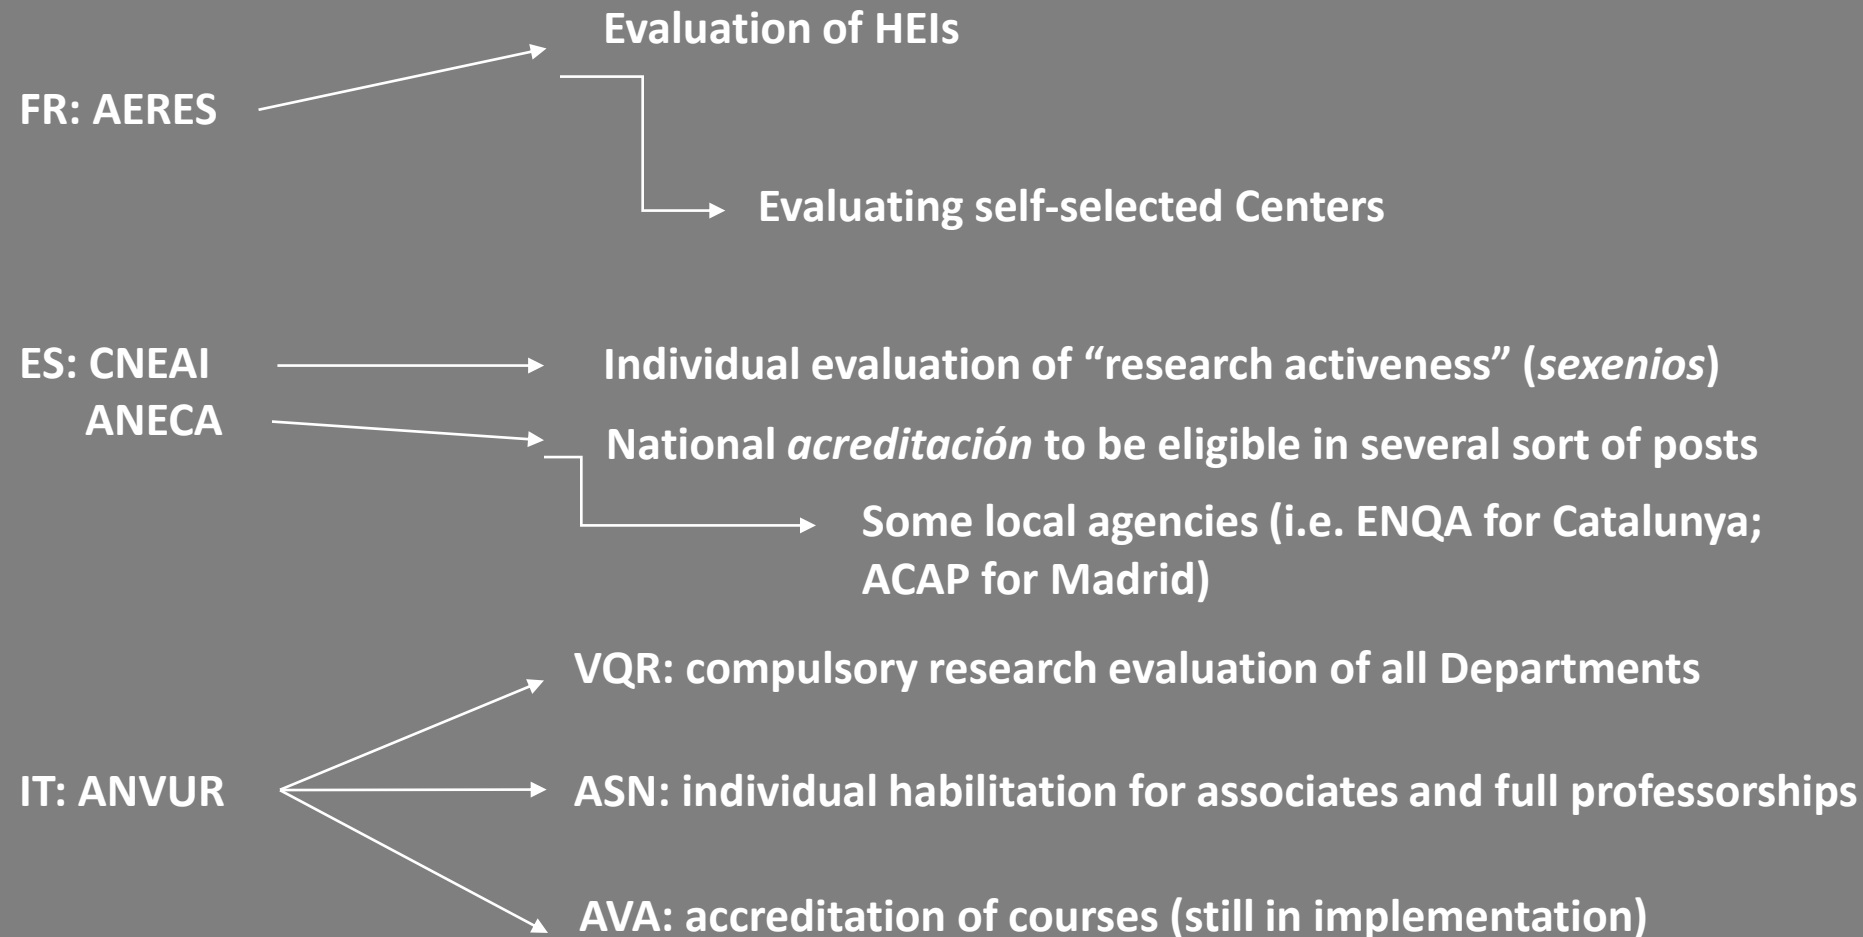 Evaluation of HEIs
FR: AERES
Evaluating self-selected Centers
ES: CNEAI
Individual evaluation of “research activeness” (sexenios)
ANECA
National acreditación to be eligible in several sort of posts
Some local agencies (i.e. ENQA for Catalunya;
ACAP for Madrid)
VQR: compulsory research evaluation of all Departments
IT: ANVUR
ASN: individual habilitation for associates and full professorships
AVA: accreditation of courses (still in implementation)